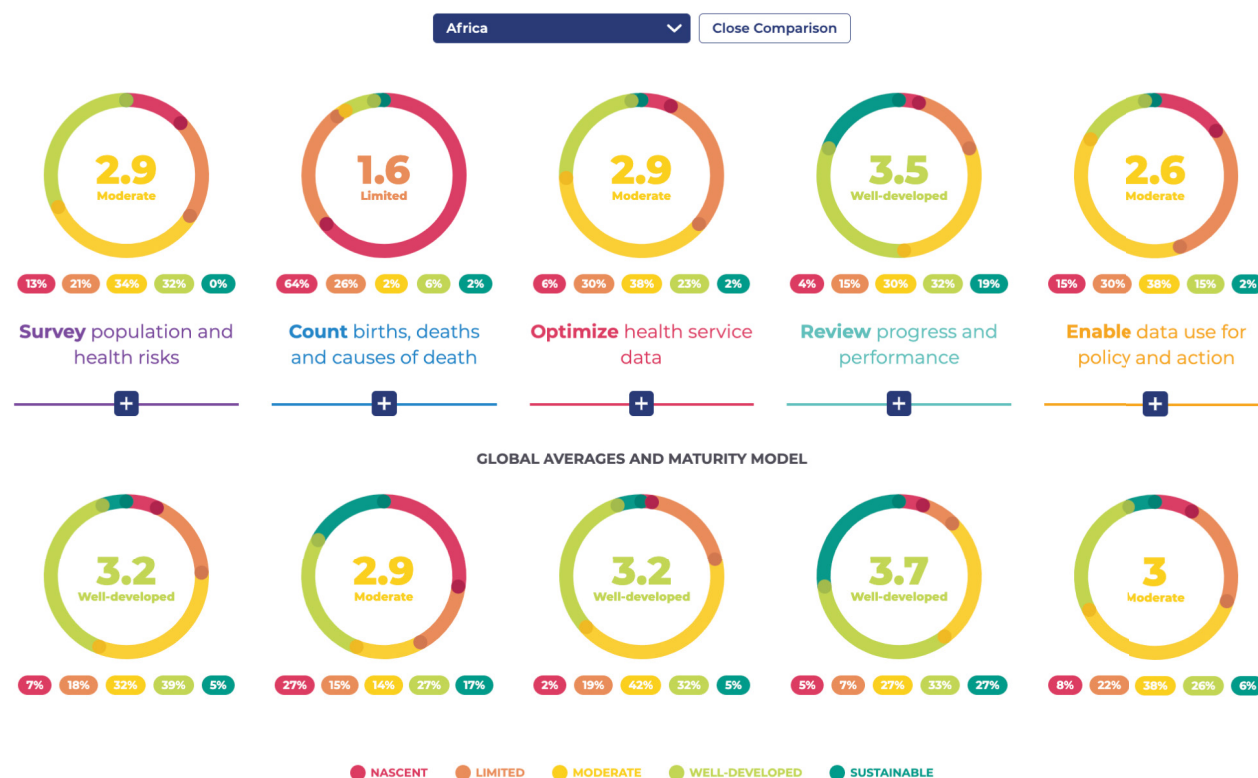 Africa
Close Comparison
2.9
Moderate
1.6
Limited
2.9
Moderate
3.5
Well-developed
2.6
Moderate
13% 21% 34% 32% 0%
64% 26% 2% 6% 2%
6% 30% 38% 23% 2%
4% 15% 30% 32% 19%
15% 30% 38% 15% 2%
Survey population and
health risks
Count births, deaths
and causes of death
Optimize health service
data
Review progress and
performance
Enable data use for
policy and action
GLOBAL AVERAGES AND MATURITY MODEL
3.2
Well-developed
2.9
Moderate
3.2
Well-developed
3.7
Well-developed
3
Moderate
7% 18% 32% 39% 5%
27% 15% 14% 27% 17%
2% 19% 42% 32% 5%
5% 7% 27% 33% 27%
8% 22% 38% 26% 6%
NASCENT LIMITED MODERATE WELL-DEVELOPED SUSTAINABLE